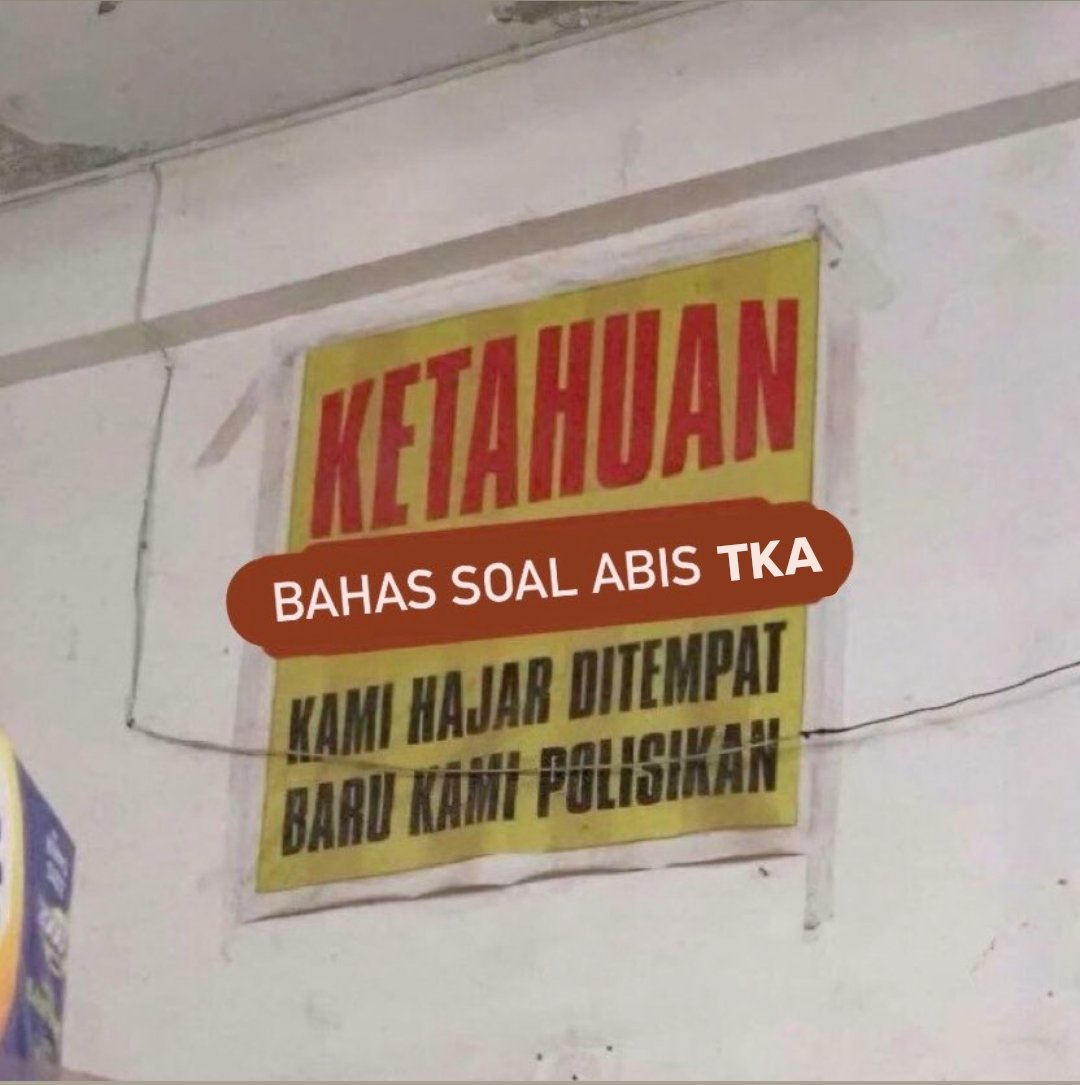 KETAHUAN
BAHAS SOAL ABIS TKA
KAMI HAJAR DITEMPAT
BARU KAMI POLISIKAN